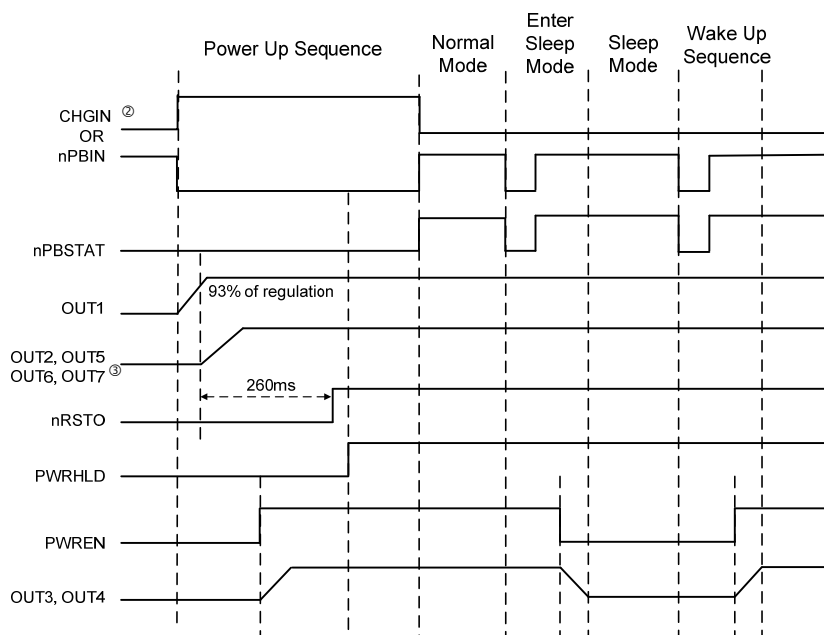 Power Up Sequence
Normal
Mode
Enter
Sleep
Mode
Sleep
Mode
Wake Up
Sequence
CHGIN ②
OR
nPBIN
nPBSTAT
93% of regulation
OUT1
OUT2, OUT5
OUT6, OUT7 ③
260ms
nRSTO
PWRHLD
PWREN
OUT3, OUT4